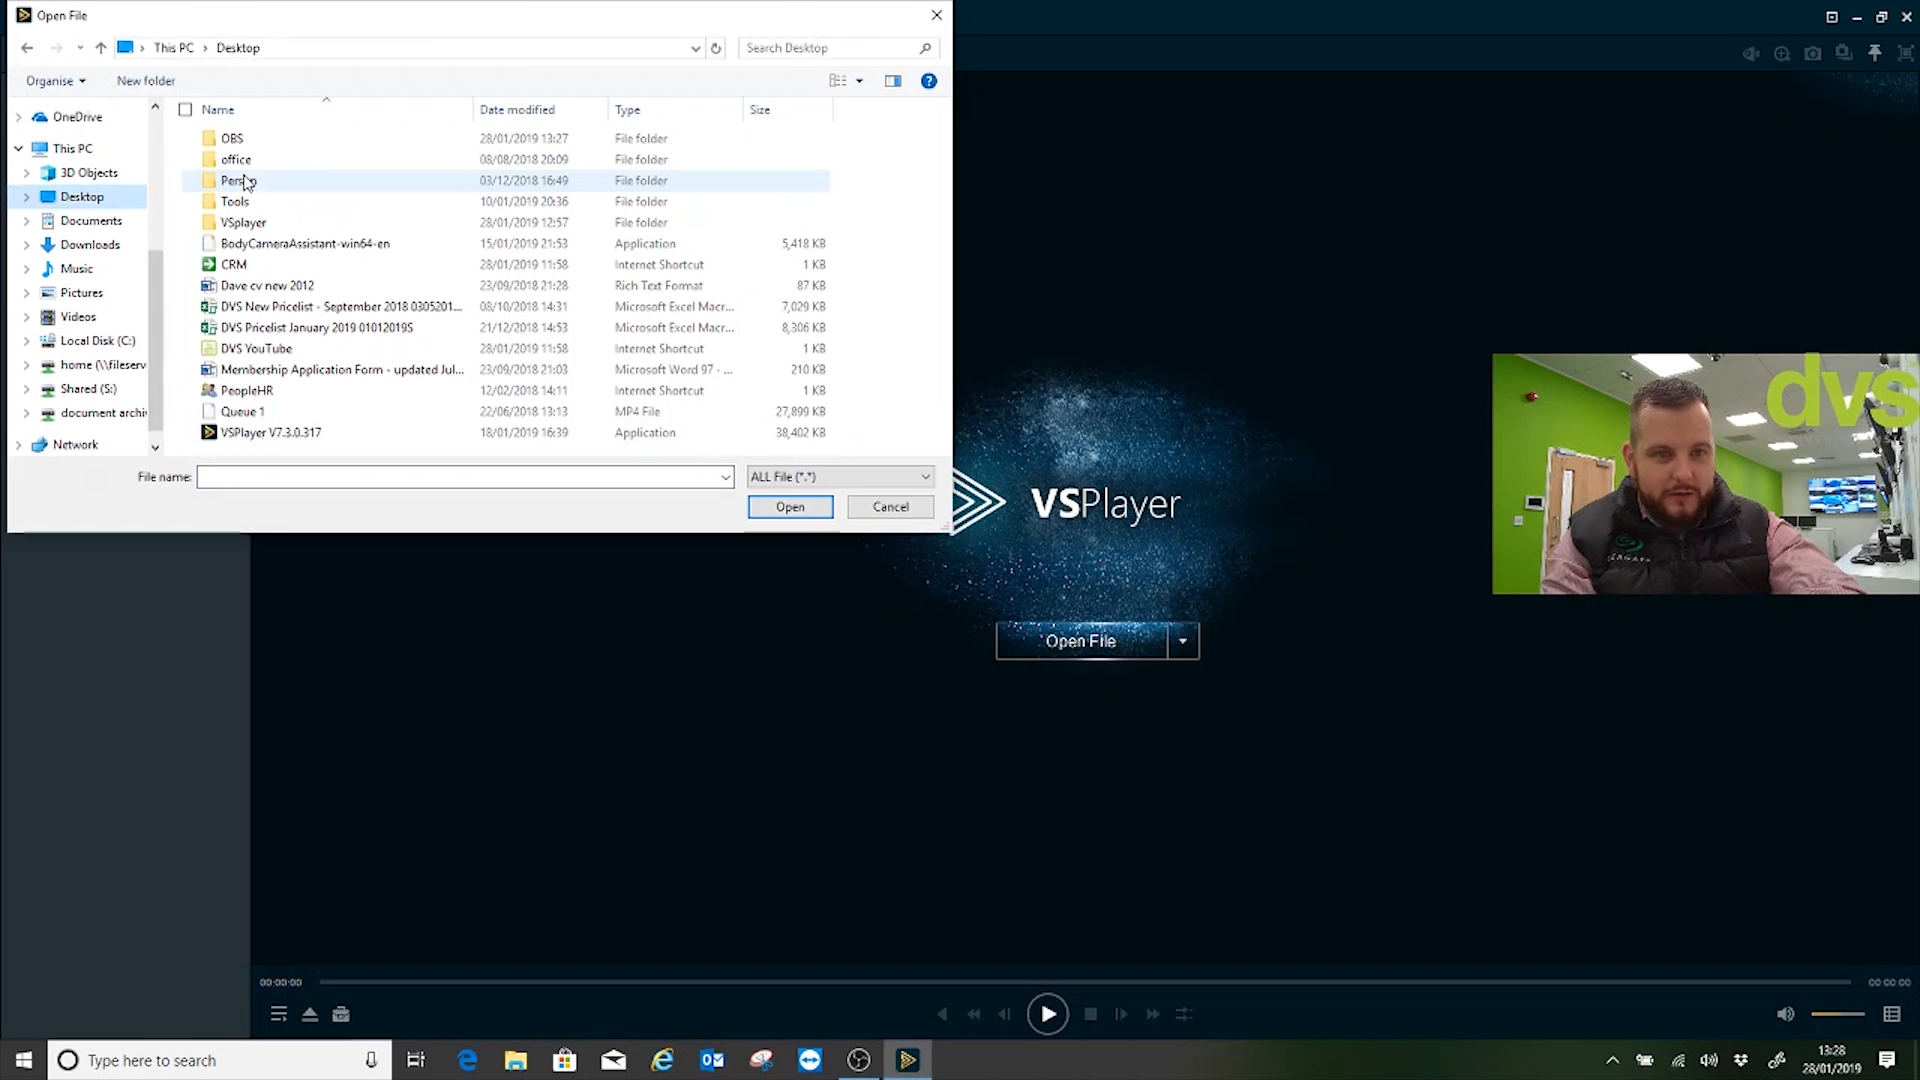 Open File
This PC > Desktop
Search Desktop
Organise
New folder
Name
Date modified
Type
Size
OneDrive
This PC
3D Objects
Desktop
Documents
Downloads
Music
Pictures
Videos
Local Disk (C:)
home (\\fileserv
Shared (S:)
document archi
Network
OBS 28/01/2019 13:27 File folder
office 08/08/2018 20:09 File folder
03/12/2018 16:49 File folder
Tools 10/01/2019 20:36 File folder
VSplayer 28/01/2019 12:57 File folder
BodyCameraAssistant-win64-en 15/01/2019 21:53 Application 5,418 KB
CRM 28/01/2019 11:58 Internet Shortcut 1 KB
Dave cv new 2012 23/09/2018 21:28 Rich Text Format 87 KB
DVS New Pricelist - September 2018 0305201... 08/10/2018 14:31 Microsoft Excel Macr... 7,029 KB
DVS Pricelist January 2019 01012019S 21/12/2018 14:53 Microsoft Excel Macr... 8,306 KB
DVS YouTube 28/01/2019 11:58 Internet Shortcut 1 KB
Membership Application Form - updated Jul... 23/09/2018 21:03 Microsoft Word 97 - ... 210 KB
PeopleHR 12/02/2018 14:11 Internet Shortcut 1 KB
Queue 1 22/06/2018 13:13 MP4 File 27,899 KB
VSPlayer V7.3.0.317 18/01/2019 16:39 Application 38,402 KB
File name:
ALL File (*.*)
Open
Cancel
VSPlayer
Open File
dvs
00:00:00
00:00:00
Type here to search
13:28
28/01/2019